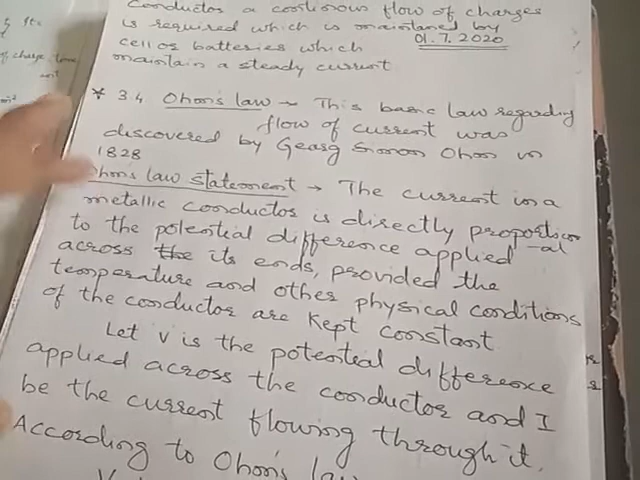 Conductor a continous flow of charges
is required which is maintained by
cell or batteries which 01.7.2020
maintain a steady current
* 3.4 Ohm's law → This basic law regarding
flow of current was
discovered by Georg Simon Ohm in
1828
Ohm's law statement → The current in a
metallic conductor is directly proportion
-al
to the potential difference applied
across the its ends, provided the
temperature and other physical conditions
of the conductor are kept constant
Let V is the potential difference
applied across the conductor and I
be the current flowing through it.
According to Ohm's law